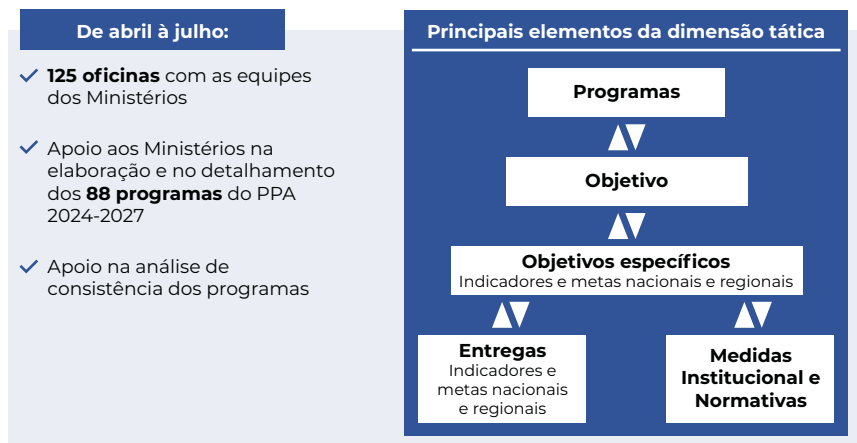 De abril à julho:
125 oficinas com as equipes
dos Ministérios
Apoio aos Ministérios na
elaboração e no detalhamento
dos 88 programas do PPA
2024-2027
Apoio na análise de
consistência dos programas
Principais elementos da dimensão tática
Programas
Objetivo
Objetivos específicos
Indicadores e metas nacionais e regionais
Entregas
Indicadores e
metas nacionais
e regionais
Medidas
Institucional e
Normativas